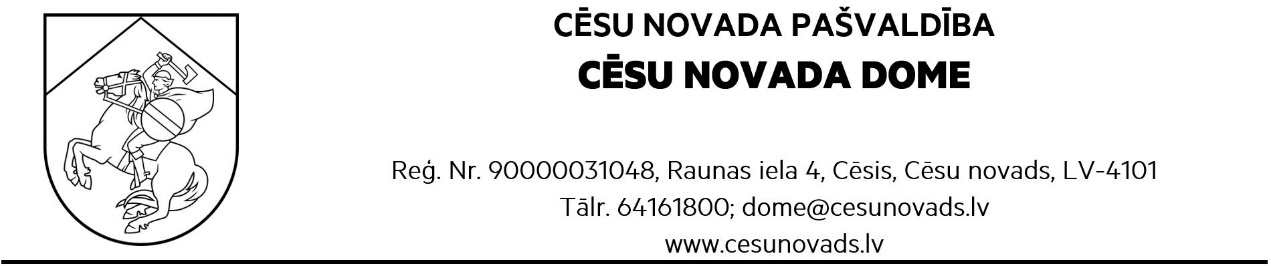 CĒSU NOVADA PAŠVALDĪBA
CĒSU NOVADA DOME
Reģ. Nr. 90000031048, Raunas iela 4, Cēsis, Cēsu novads, LV-4101
Tālr. 64161800; dome@cesunovads.lv
www.cesunovads.lv